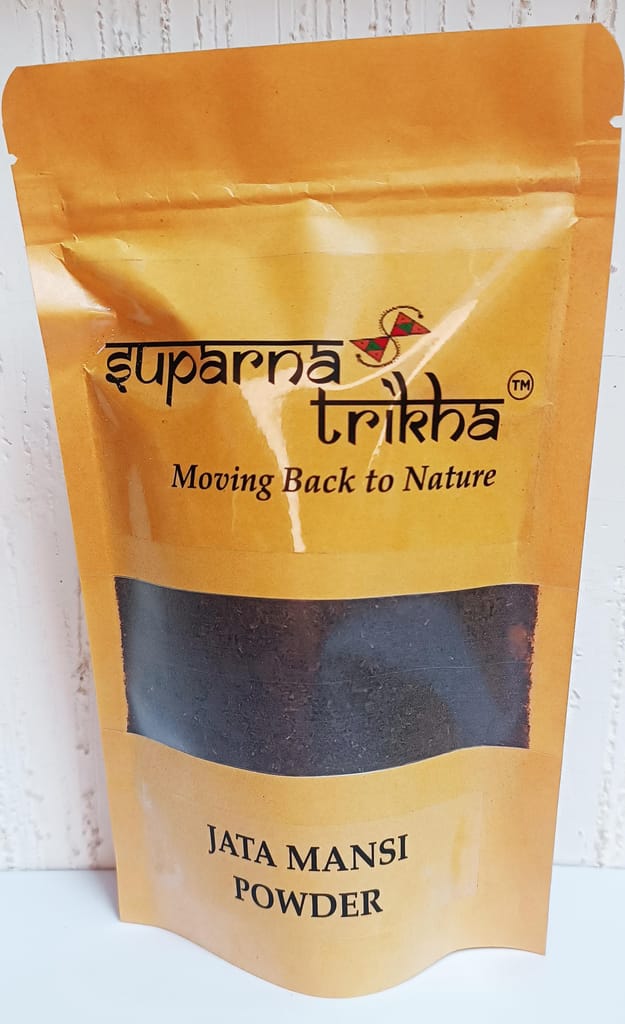 suparna
trikha TM
Moving Back to Nature
JATA MANSI
POWDER